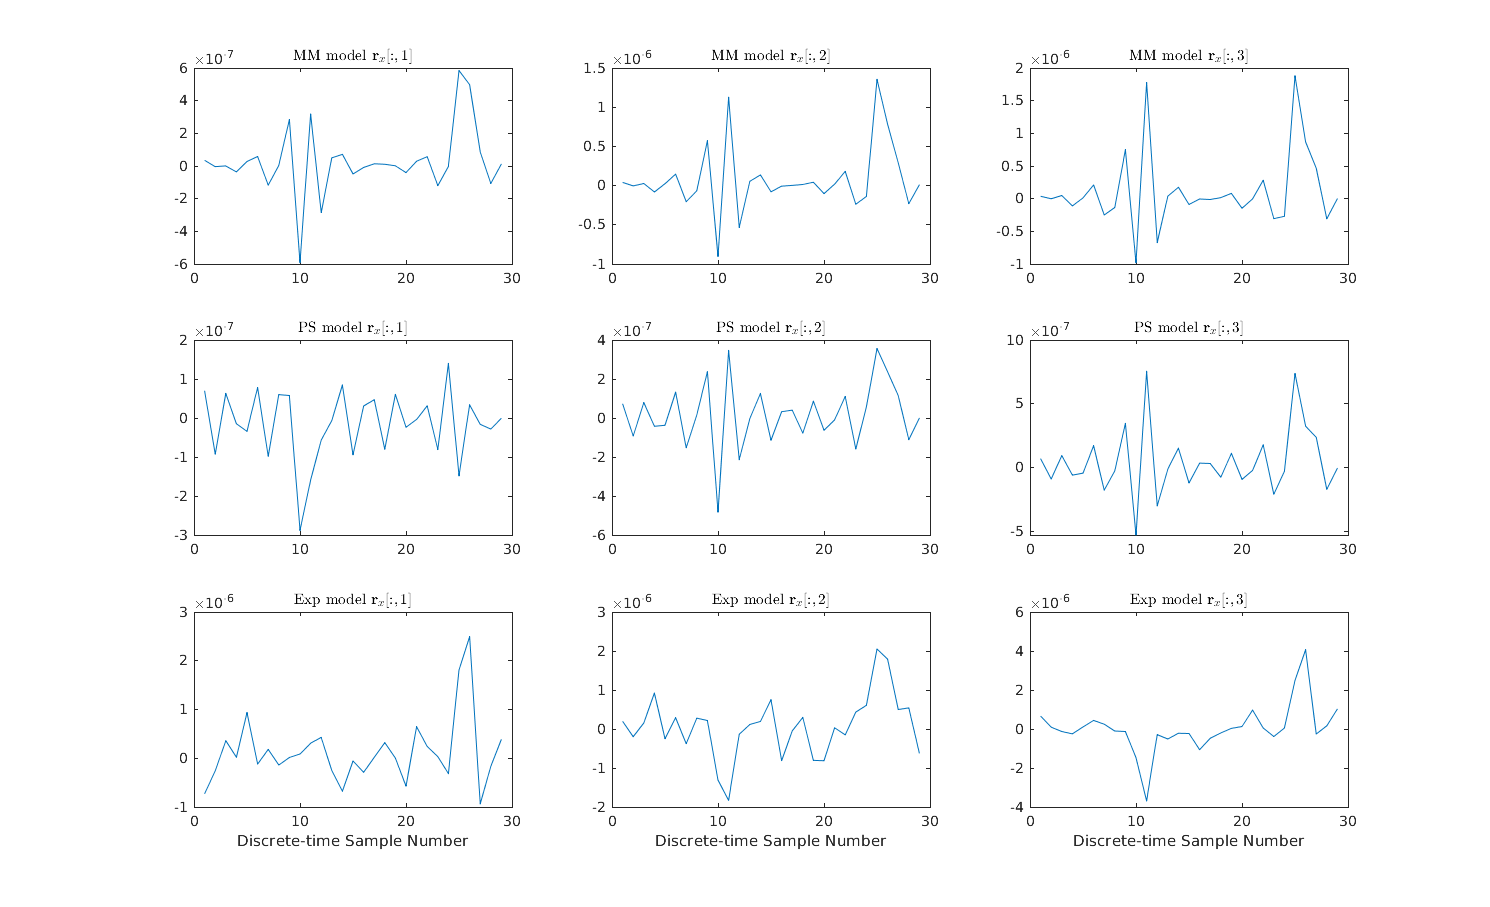 MM model r_x[:, 1]
×10^-7
6
4
2
0
-2
-4
-6
0 10 20 30
MM model r_x[:, 2]
×10^-6
1.5
1
0.5
0
-0.5
-1
0 10 20 30
MM model r_x[:, 3]
×10^-6
2
1.5
1
0.5
0
-0.5
-1
0 10 20 30
PS model r_x[:, 1]
×10^-7
2
1
0
-1
-2
-3
0 10 20 30
PS model r_x[:, 2]
×10^-7
4
2
0
-2
-4
-6
0 10 20 30
PS model r_x[:, 3]
×10^-7
10
5
0
-5
0 10 20 30
Exp model r_x[:, 1]
×10^-6
3
2
1
0
-1
0 10 20 30
Discrete-time Sample Number
Exp model r_x[:, 2]
×10^-6
3
2
1
0
-1
-2
0 10 20 30
Discrete-time Sample Number
Exp model r_x[:, 3]
×10^-6
6
4
2
0
-2
-4
0 10 20 30
Discrete-time Sample Number